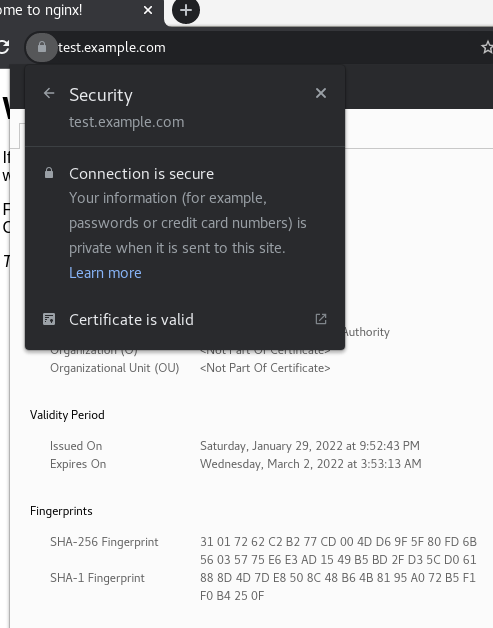 ome to nginx!
test.example.com
Security
test.example.com
Connection is secure
Your information (for example,
passwords or credit card numbers) is
private when it is sent to this site.
Learn more
Certificate is valid
Authority
Organization (O) <Not Part Of Certificate>
Organizational Unit (OU) <Not Part Of Certificate>
Validity Period
Issued On Saturday, January 29, 2022 at 9:52:43 PM
Expires On Wednesday, March 2, 2022 at 3:53:13 AM
Fingerprints
SHA-256 Fingerprint 31 01 72 62 C2 B2 77 CD 00 4D D6 9F 5F 80 FD 6B
56 03 57 75 E6 E3 AD 15 49 B5 BD 2F D3 5C D0 61
SHA-1 Fingerprint 88 8D 4D 7D E8 50 8C 48 B6 4B 81 95 A0 72 B5 F1
F0 B4 25 0F